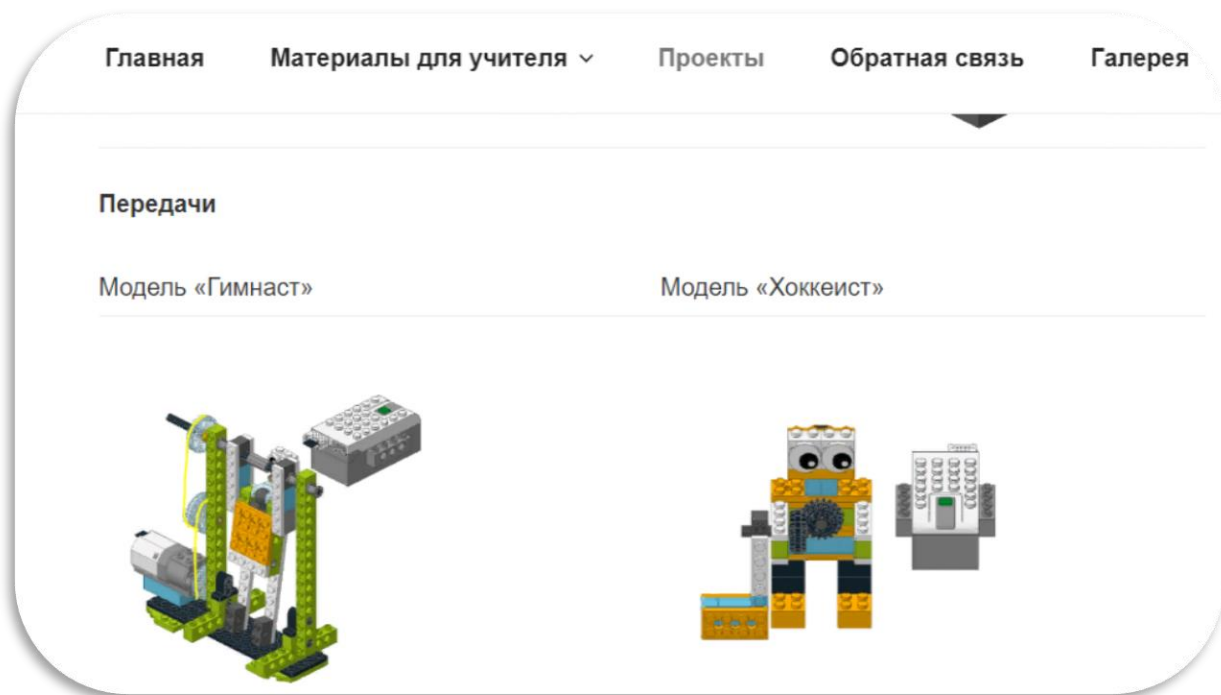 Главная Материалы для учителя Проекты Обратная связь Галерея
Передачи
Модель «Гимнаст» Модель «Хоккеист»